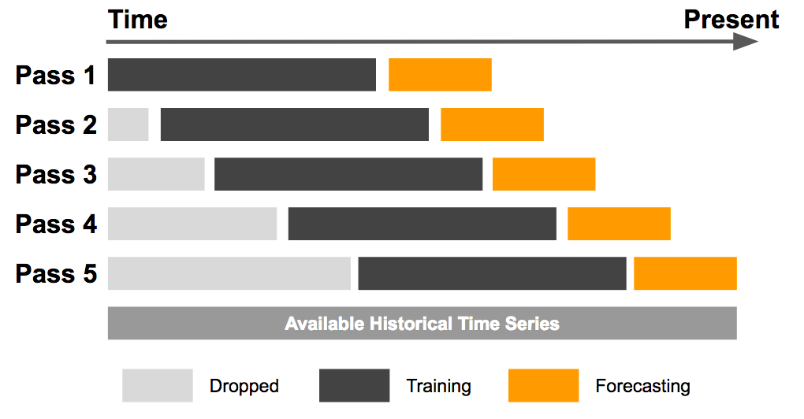 Time Present
Pass 1
Pass 2
Pass 3
Pass 4
Pass 5
Available Historical Time Series
Dropped Training Forecasting